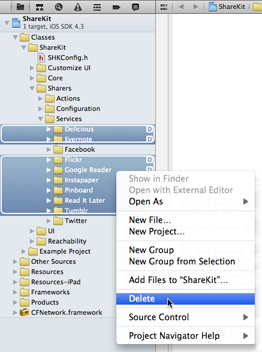 ShareKit
ShareKit
1 target, iOS SDK 4.3
Classes
ShareKit
SHKConfig.h
Customize UI
Core
Sharers
Actions
Configuration
Services
Delicious D
Evernote D
Facebook
Flickr D
Google Reader
Instapaper
Pinboard
Read It Later
Tumblr
Twitter
UI
Reachability
Example Project
Other Sources
Resources
Resources-iPad
Frameworks
Products
CFNetwork.framework
Show in Finder
Open with External Editor
Open As
New File...
New Project...
New Group
New Group from Selection
Add Files to “ShareKit”...
Delete
Source Control
Project Navigator Help